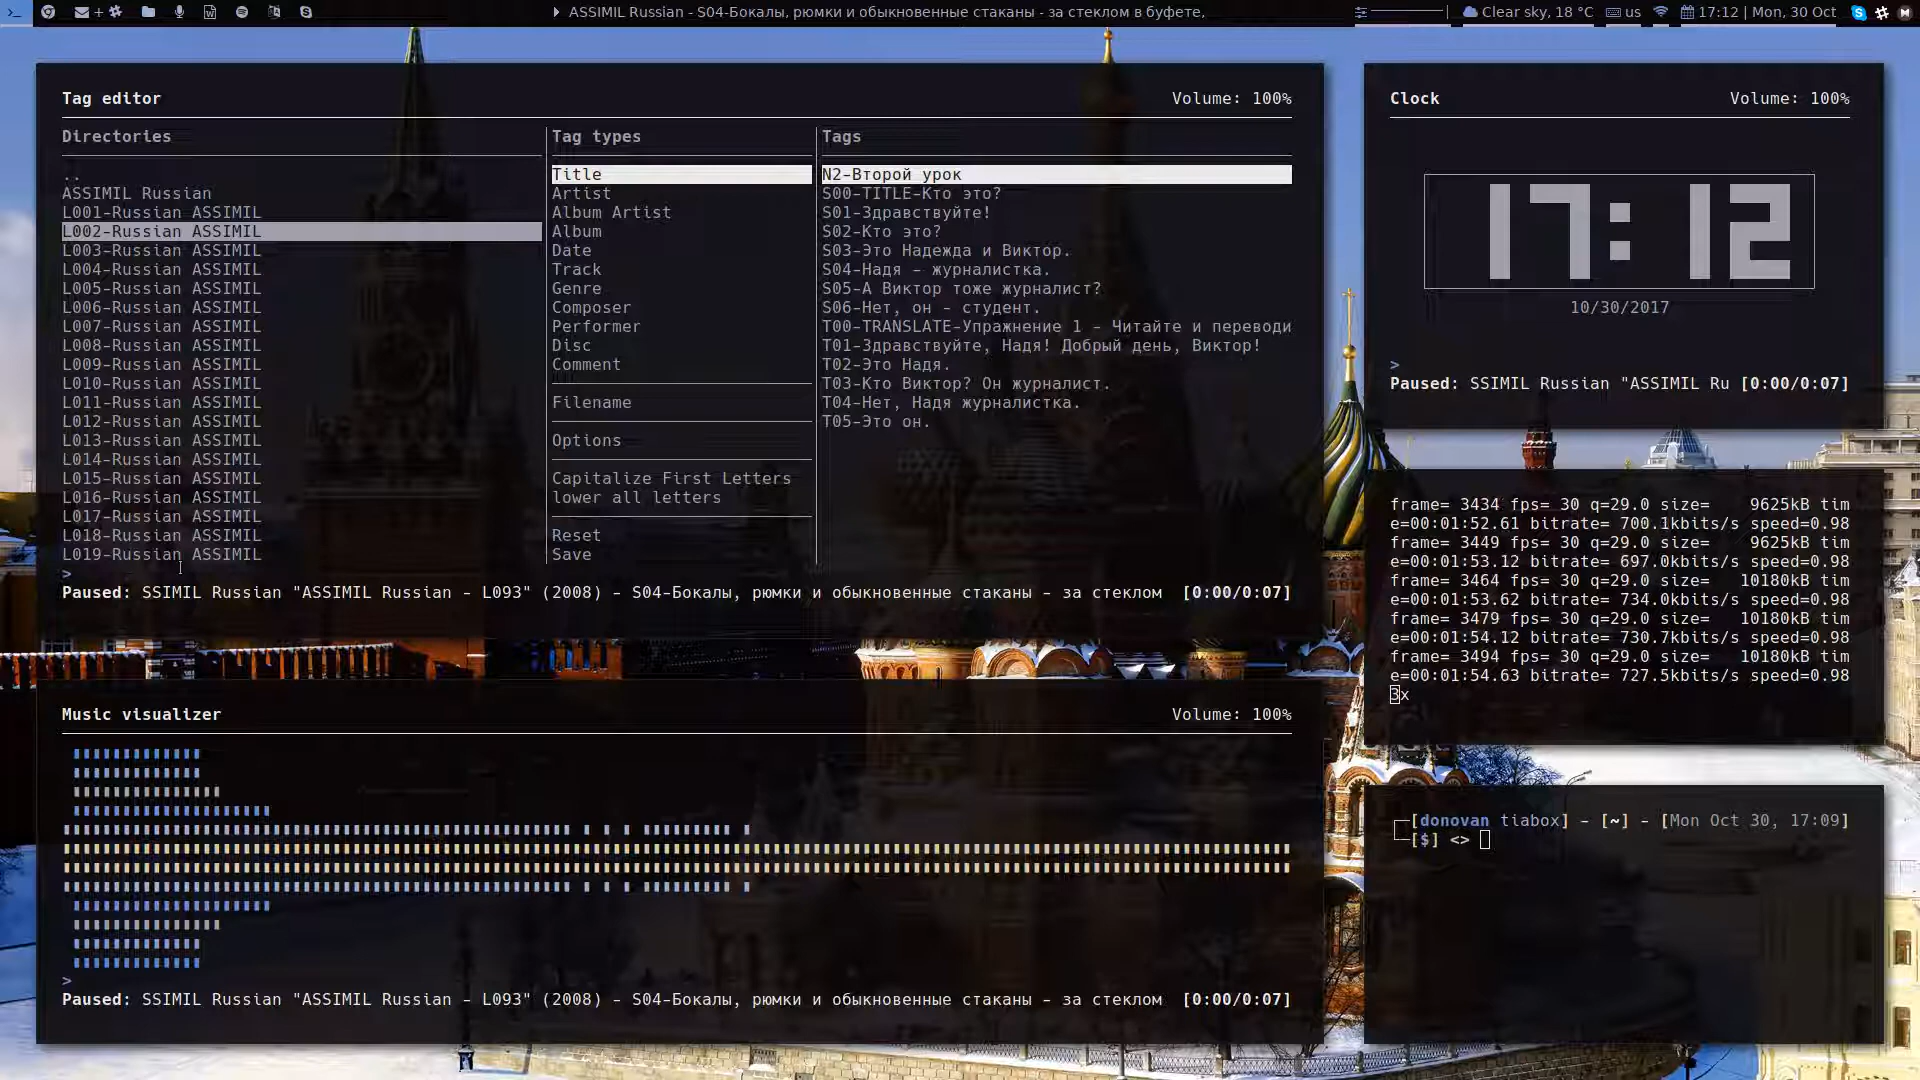 ASSIMIL Russian - S04-Бокалы, рюмки и обыкновенные стаканы - за стеклом в буфете,
Clear sky, 18 °C
us
17:12 | Mon, 30 Oct
Tag editor
Volume: 100%
Directories
Tag types
Tags
..
ASSIMIL Russian
L001-Russian ASSIMIL
L002-Russian ASSIMIL
L003-Russian ASSIMIL
L004-Russian ASSIMIL
L005-Russian ASSIMIL
L006-Russian ASSIMIL
L007-Russian ASSIMIL
L008-Russian ASSIMIL
L009-Russian ASSIMIL
L010-Russian ASSIMIL
L011-Russian ASSIMIL
L012-Russian ASSIMIL
L013-Russian ASSIMIL
L014-Russian ASSIMIL
L015-Russian ASSIMIL
L016-Russian ASSIMIL
L017-Russian ASSIMIL
L018-Russian ASSIMIL
L019-Russian ASSIMIL
Title
Artist
Album Artist
Album
Date
Track
Genre
Composer
Performer
Disc
Comment
Filename
Options
Capitalize First Letters
lower all letters
Reset
Save
N2-Второй урок
S00-TITLE-Кто это?
S01-Здравствуйте!
S02-Кто это?
S03-Это Надежда и Виктор.
S04-Надя - журналистка.
S05-А Виктор тоже журналист?
S06-Нет, он - студент.
T00-TRANSLATE-Упражнение 1 - Читайте и переводи
T01-Здравствуйте, Надя! Добрый день, Виктор!
T02-Это Надя.
T03-Кто Виктор? Он журналист.
T04-Нет, Надя журналистка.
T05-Это он.
>
Paused: SSIMIL Russian "ASSIMIL Russian - L093" (2008) - S04-Бокалы, рюмки и обыкновенные стаканы - за стеклом [0:00/0:07]
Music visualizer
Volume: 100%
>
Paused: SSIMIL Russian "ASSIMIL Russian - L093" (2008) - S04-Бокалы, рюмки и обыкновенные стаканы - за стеклом [0:00/0:07]
Clock
Volume: 100%
17:12
10/30/2017
>
Paused: SSIMIL Russian "ASSIMIL Ru [0:00/0:07]
frame= 3434 fps= 30 q=29.0 size= 9625kB tim
e=00:01:52.61 bitrate= 700.1kbits/s speed=0.98
frame= 3449 fps= 30 q=29.0 size= 9625kB tim
e=00:01:53.12 bitrate= 697.0kbits/s speed=0.98
frame= 3464 fps= 30 q=29.0 size= 10180kB tim
e=00:01:53.62 bitrate= 734.0kbits/s speed=0.98
frame= 3479 fps= 30 q=29.0 size= 10180kB tim
e=00:01:54.12 bitrate= 730.7kbits/s speed=0.98
frame= 3494 fps= 30 q=29.0 size= 10180kB tim
e=00:01:54.63 bitrate= 727.5kbits/s speed=0.98
3x
[donovan tiabox] - [~] - [Mon Oct 30, 17:09]
[$] <>